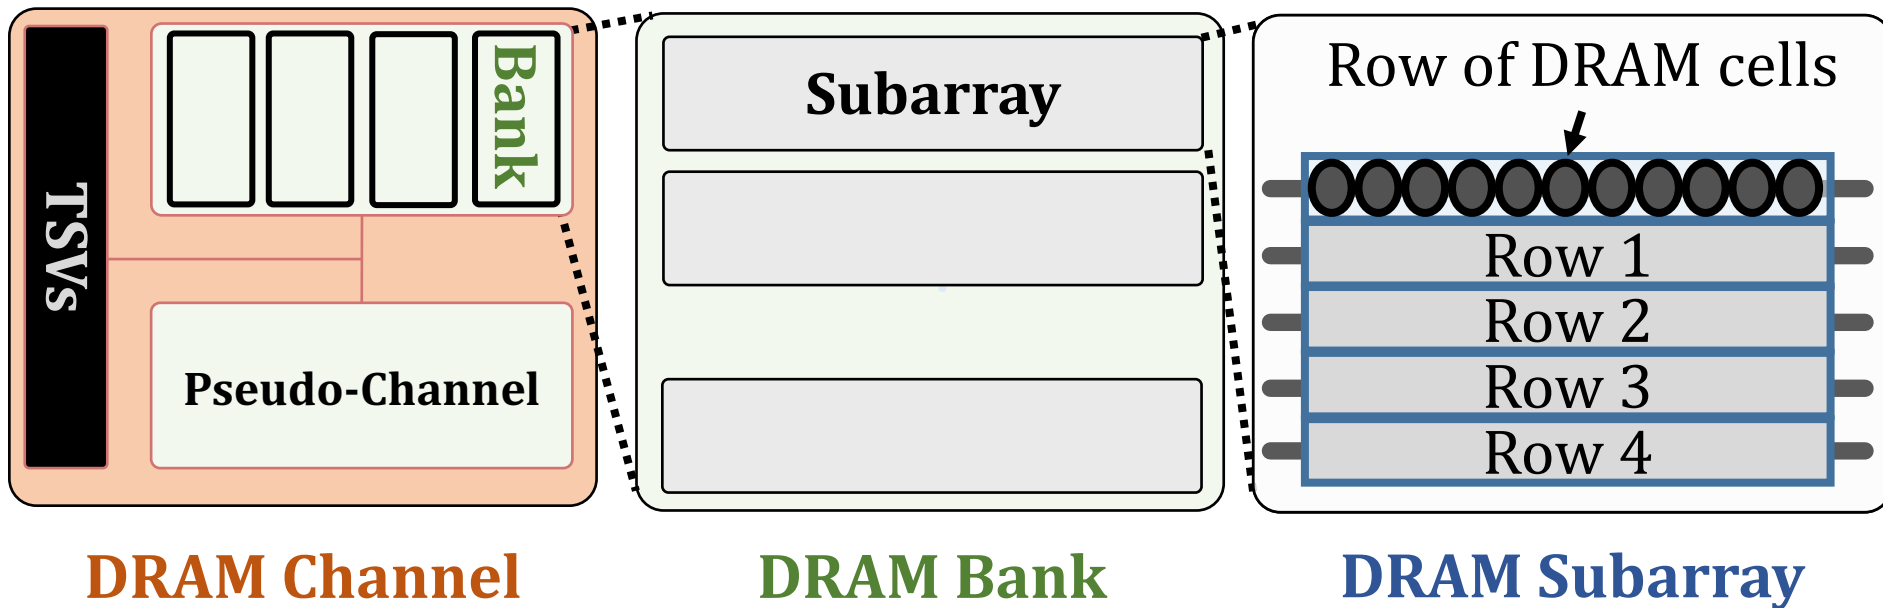 TSVs
Bank
Pseudo-Channel
DRAM Channel
Subarray
DRAM Bank
Row of DRAM cells
Row 1
Row 2
Row 3
Row 4
DRAM Subarray